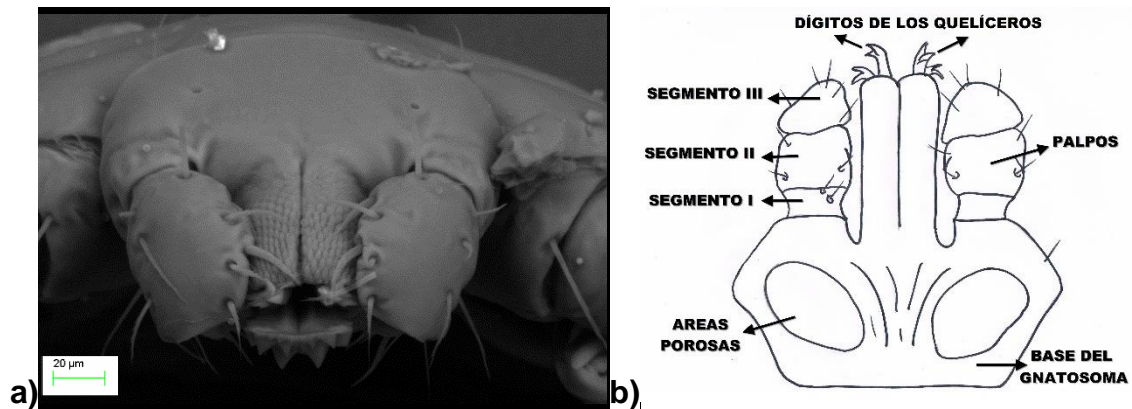 20 µm
a)
DÍGITOS DE LOS QUELÍCEROS
SEGMENTO III
SEGMENTO II
PALPOS
SEGMENTO I
AREAS
POROSAS
BASE DEL
GNATOSOMA
b)